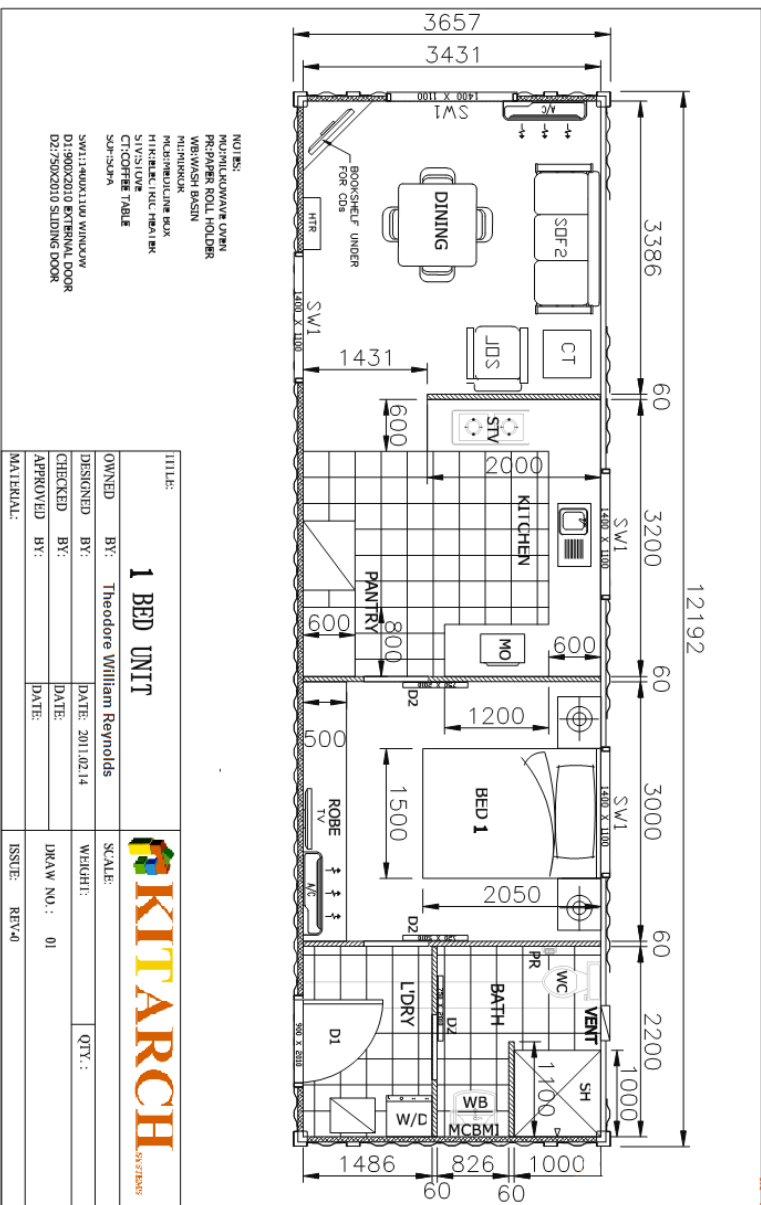 3657
3431
12192
3386
60
3200
60
3000
60
2200
1000
1400 X 1100
SW1
A/C
SOF2
DINING
BOOKSHELF UNDER
FOR CDs
HTR
SW1
1400 X 1100
1431
SOF
CT
600
STV
2000
KITCHEN
SW1
1400 X 1100
PANTRY
600
800
MO
600
D2
750 X 2010
500
1200
BED 1
1500
SW1
1400 X 1100
ROBE
TV
A/C
2050
D2
PR
WC
VENT
BATH
L'DRY
D2
D1
900 X 2010
1100
SH
WB
MCBMI
W/D
1486
826
1000
60
60
NOTES:
MO:MICROWAVE OVEN
PR:PAPER ROLL HOLDER
WB:WASH BASIN
MI:MIRROR
MCB:MEDICINE BOX
HTR:ELECTRIC HEATER
STV:STOVE
CT:COFFEE TABLE
SOF:SOFA
SW1:1400X1100 WINDOW
D1:900X2010 EXTERNAL DOOR
D2:750X2010 SLIDING DOOR
TITLE:
1 BED UNIT
KITARCH SYSTEMS
OWNED BY: Theodore William Reynolds
SCALE:
DESIGNED BY:
DATE: 2011.02.14
WEIGHT:
QTY.:
CHECKED BY:
DATE:
DRAW NO.: 01
APPROVED BY:
DATE:
MATERIAL:
ISSUE: REV-0